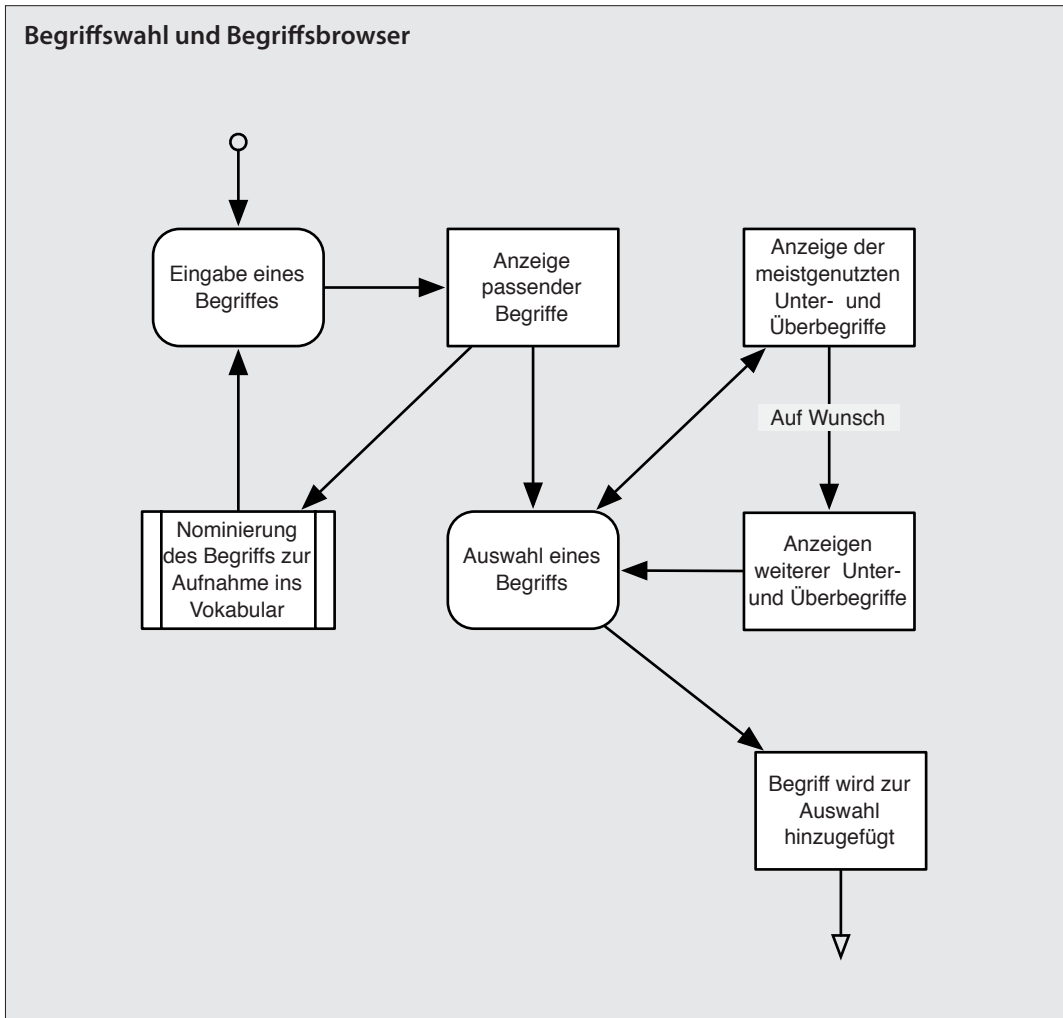 Begriffswahl und Begriffsbrowser
Eingabe eines
Begriffes
Anzeige
passender
Begriffe
Anzeige der
meistgenutzten
Unter- und
Überbegriffe
Auf Wunsch
Nominierung
des Begriffs zur
Aufnahme ins
Vokabular
Auswahl eines
Begriffs
Anzeigen
weiterer Unter-
und Überbegriffe
Begriff wird zur
Auswahl
hinzugefügt